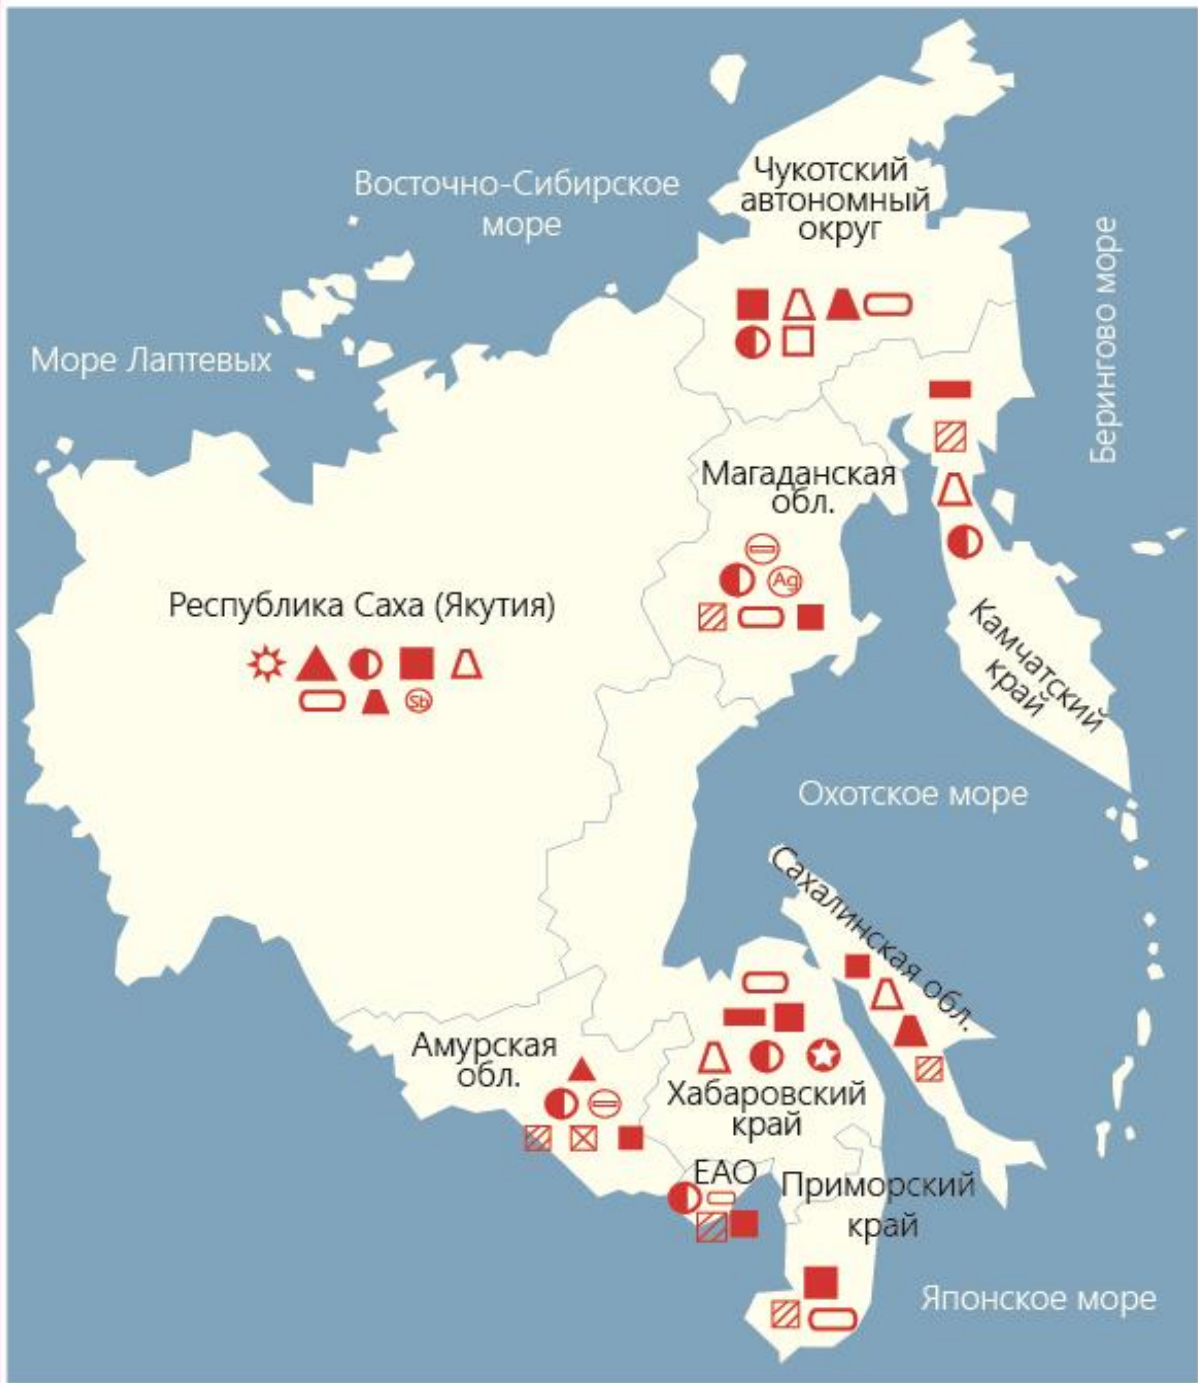 Чукотский
автономный
округ
Восточно-Сибирское
море
Берингово море
Море Лаптевых
Магаданская
обл.
Ag
Республика Саха (Якутия)
Sb
Камчатский
край
Охотское море
Сахалинская обл.
Амурская
обл.
Хабаровский
край
ЕАО
Приморский
край
Японское море